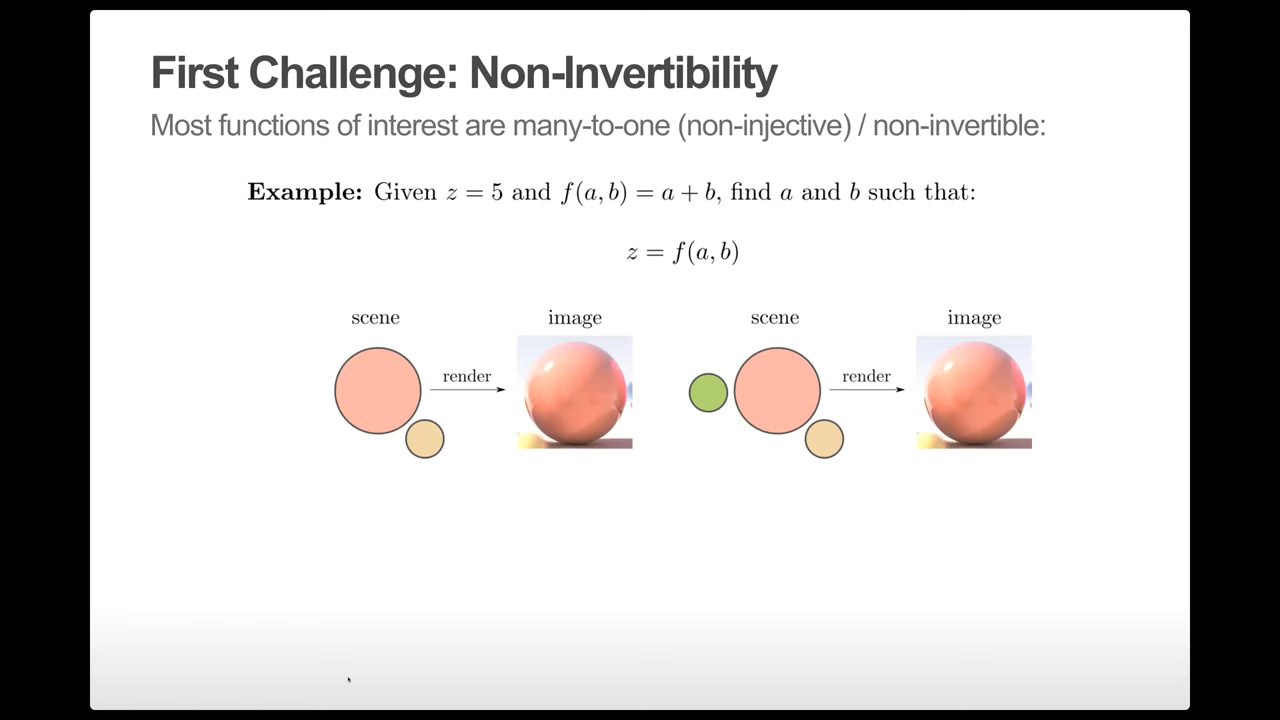 First Challenge: Non-Invertibility
Most functions of interest are many-to-one (non-injective) / non-invertible:
Example: Given z = 5 and f(a, b) = a + b, find a and b such that:
z = f(a, b)
scene image scene image
render render